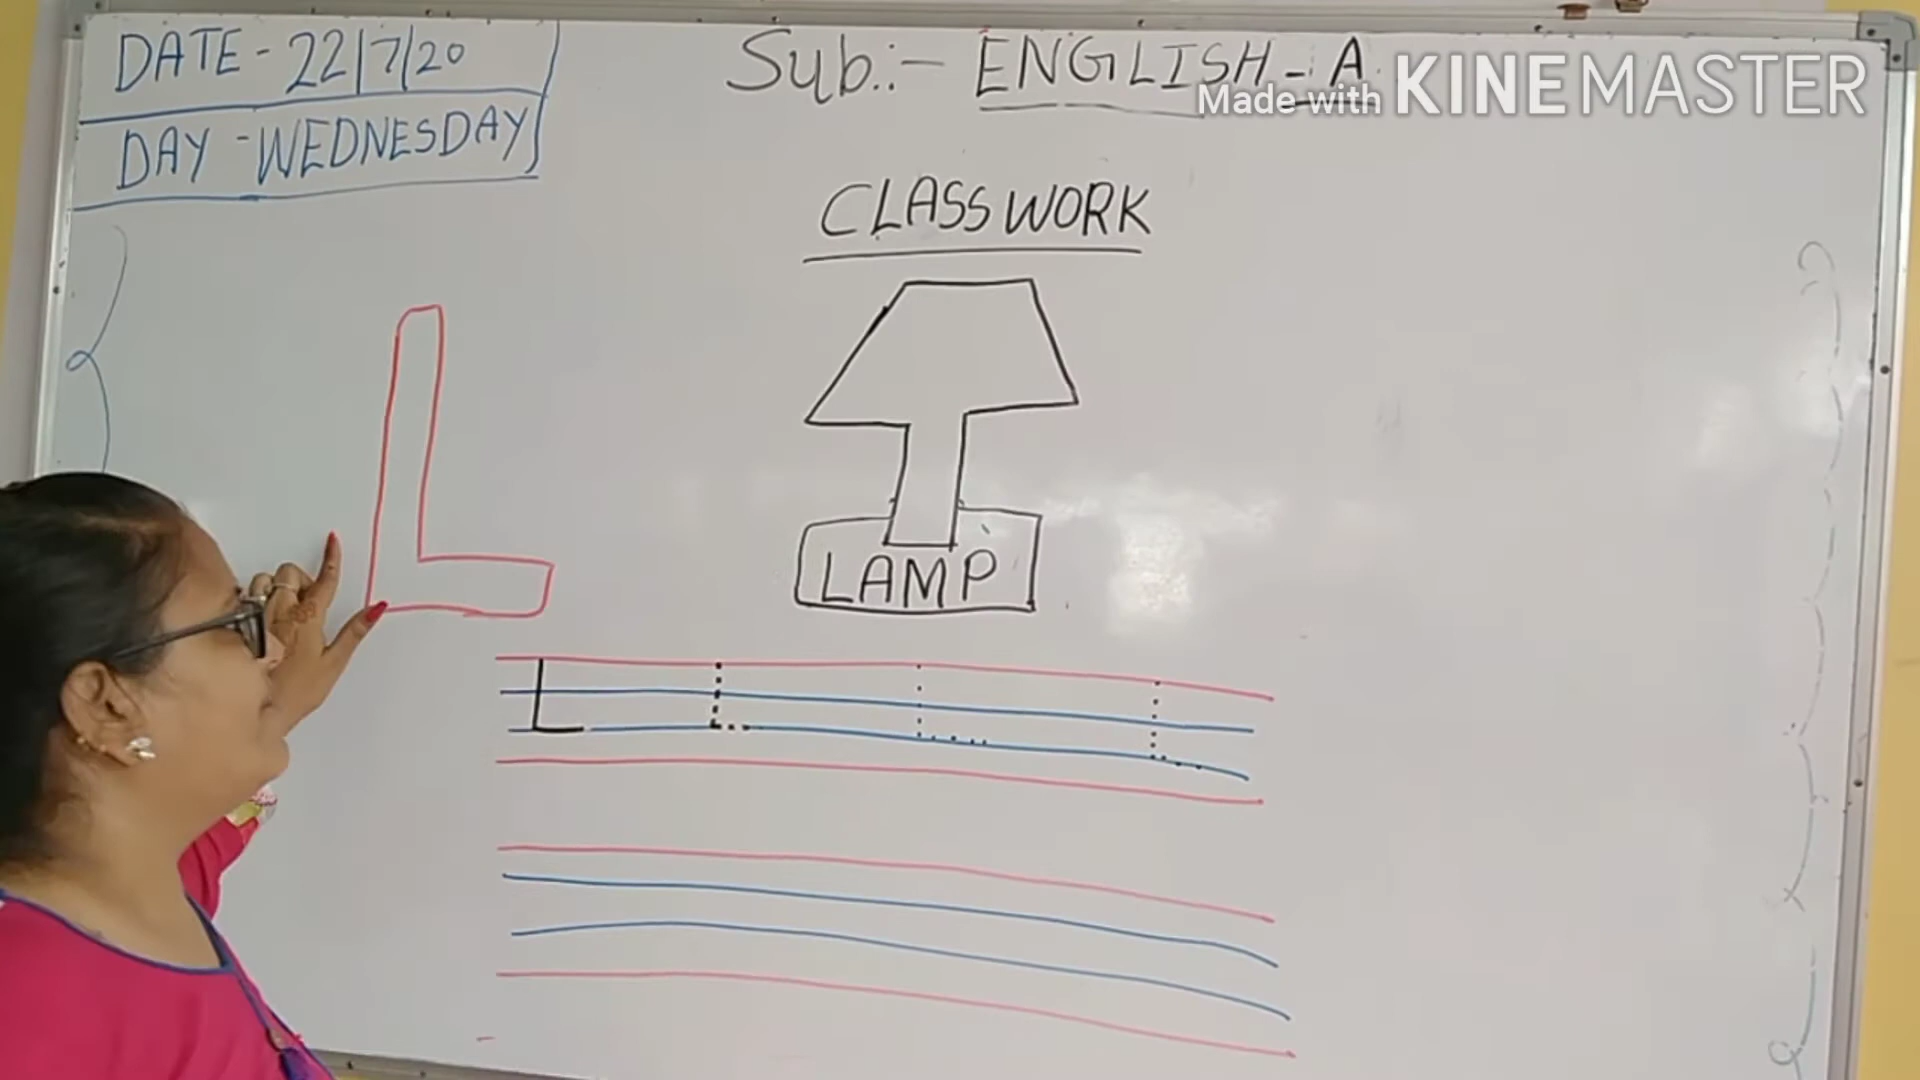 DATE - 22/7/20
DAY - WEDNESDAY
Sub:- ENGLISH - A
Made with KINEMASTER
CLASSWORK
L
LAMP
L L L L